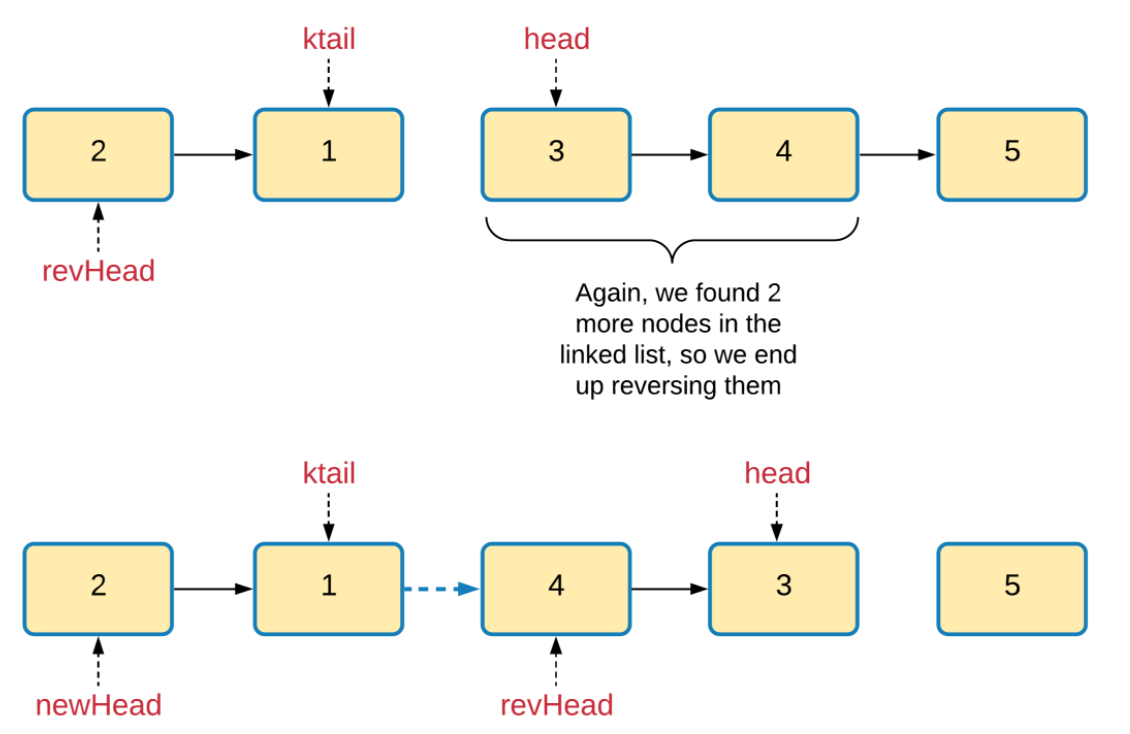 ktail head
2 1 3 4 5
revHead
Again, we found 2
more nodes in the
linked list, so we end
up reversing them
ktail head
2 1 4 3 5
newHead revHead